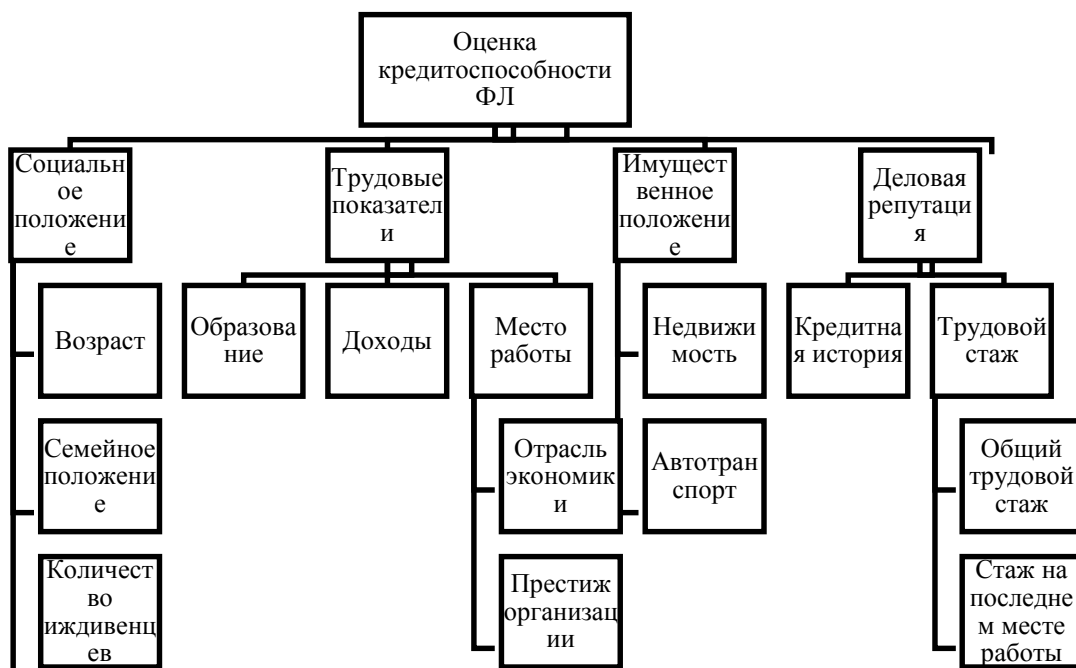 Оценка
кредитоспособности
ФЛ
Социальн
ое
положени
е
Трудовые
показател
и
Имущест
венное
положени
е
Деловая
репутаци
я
Возраст
Образова
ние
Доходы
Место
работы
Недвижи
мость
Кредитна
я история
Трудовой
стаж
Семейное
положени
е
Отрасль
экономик
и
Автотран
спорт
Общий
трудовой
стаж
Количест
во
иждивенц
ев
Престиж
организац
ии
Стаж на
последне
м месте
работы